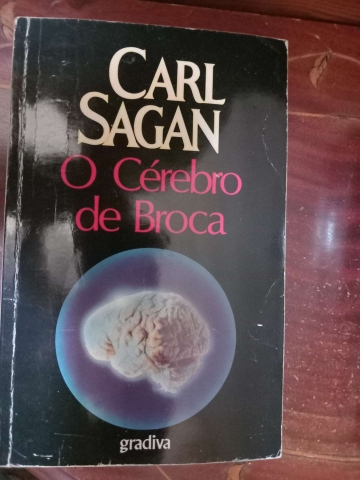 CARL
SAGAN
O Cérebro
de Broca
gradiva